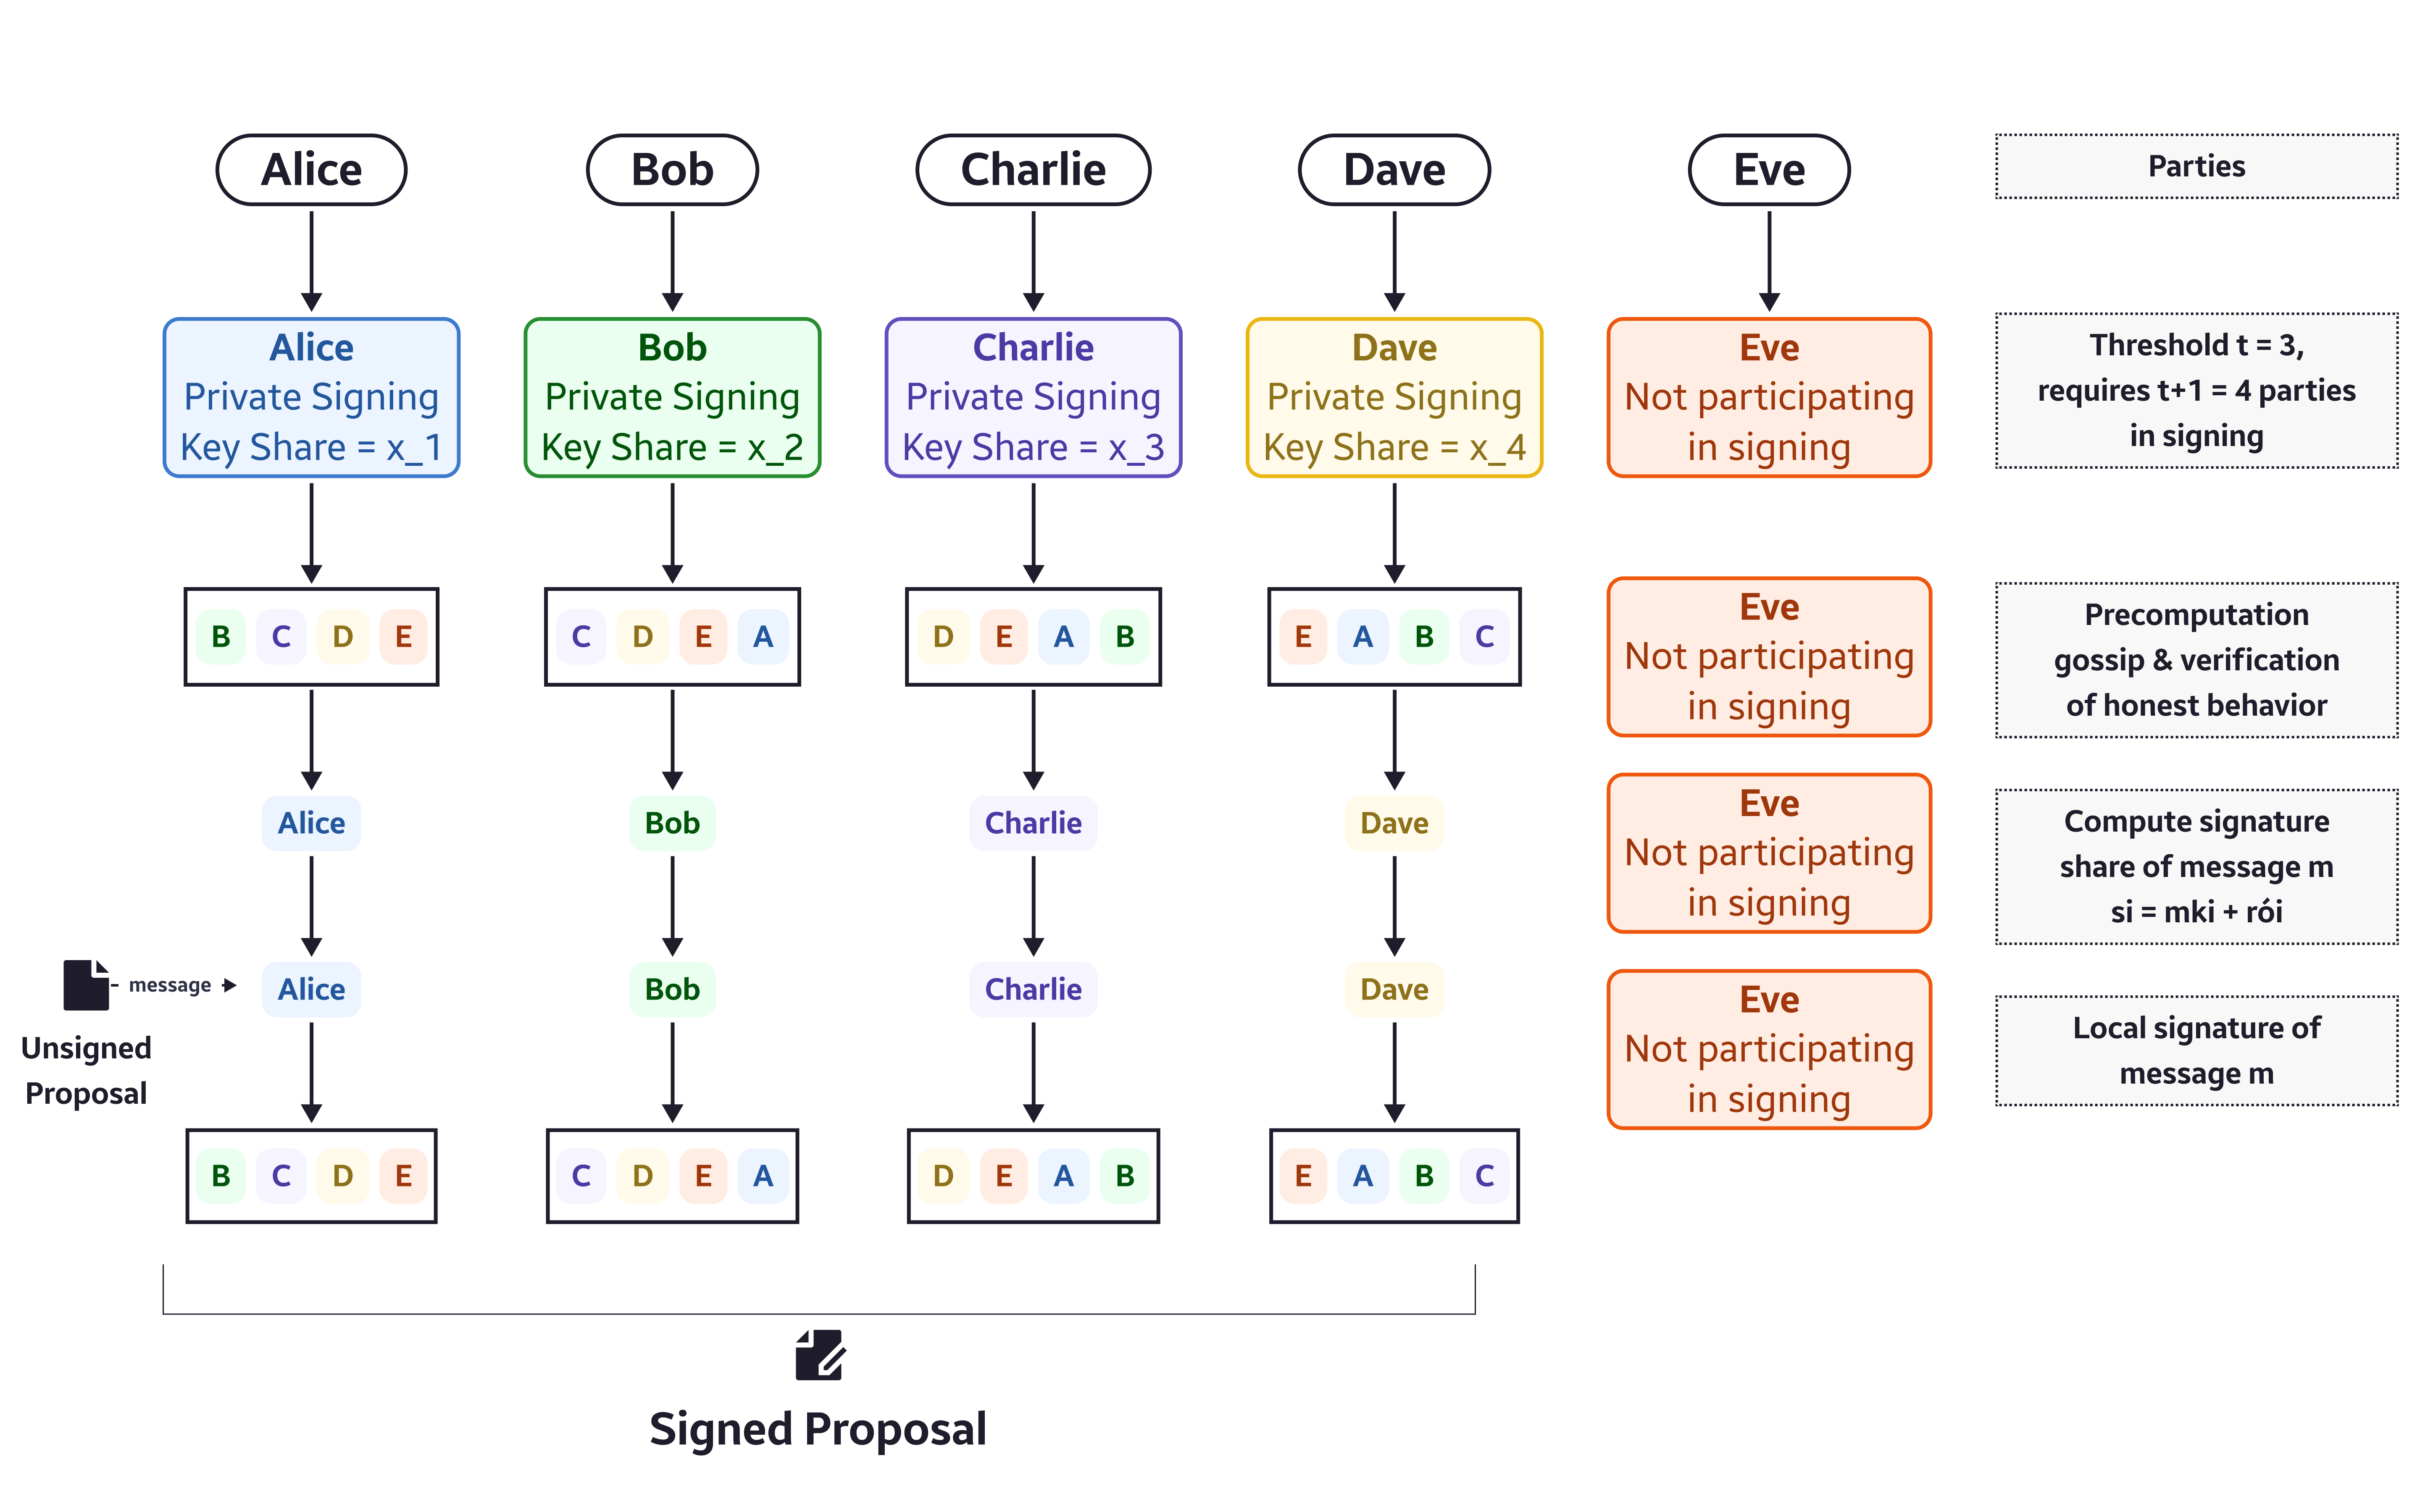 Alice
Bob
Charlie
Dave
Eve
Parties
Alice
Private Signing
Key Share = x_1
Bob
Private Signing
Key Share = x_2
Charlie
Private Signing
Key Share = x_3
Dave
Private Signing
Key Share = x_4
Eve
Not participating
in signing
Threshold t = 3,
requires t+1 = 4 parties
in signing
B C D E
C D E A
D E A B
E A B C
Eve
Not participating
in signing
Precomputation
gossip & verification
of honest behavior
Alice
Bob
Charlie
Dave
Eve
Not participating
in signing
Compute signature
share of message m
si = mki + rói
Unsigned
Proposal
message
Alice
Bob
Charlie
Dave
Eve
Not participating
in signing
Local signature of
message m
B C D E
C D E A
D E A B
E A B C
Signed Proposal